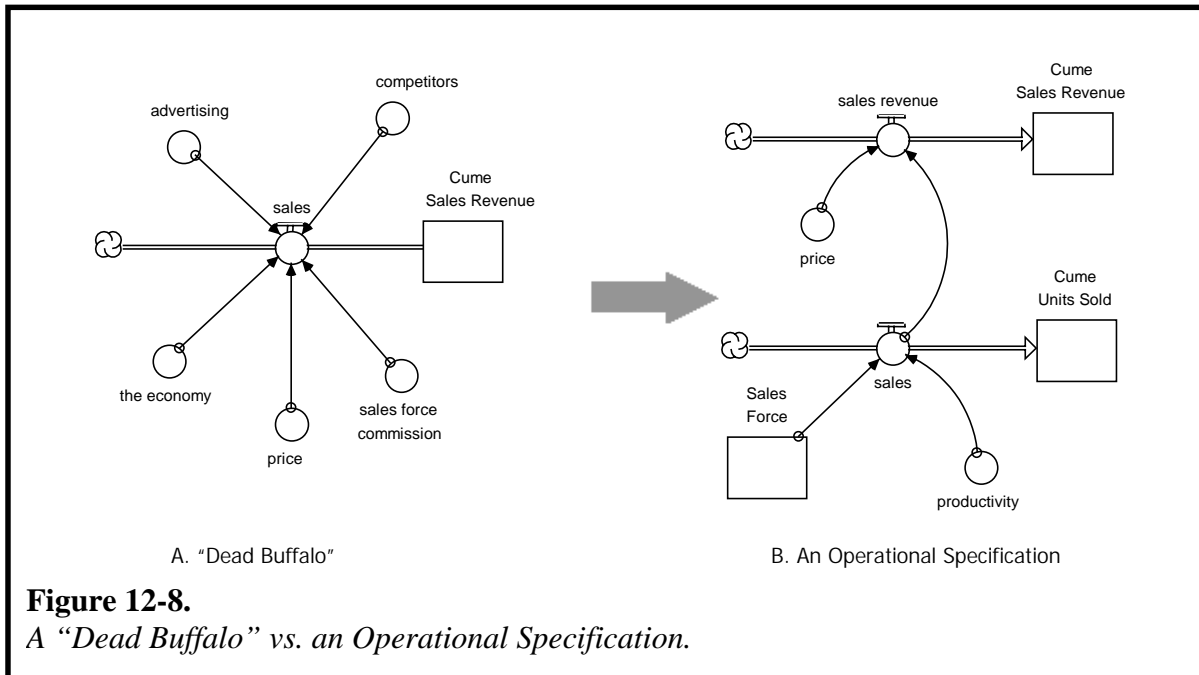 advertising
competitors
sales
Cume
Sales Revenue
the economy
price
sales force
commission
A. "Dead Buffalo"
Cume
Sales Revenue
sales revenue
price
Cume
Units Sold
sales
Sales
Force
productivity
B. An Operational Specification
Figure 12-8.
A “Dead Buffalo” vs. an Operational Specification.